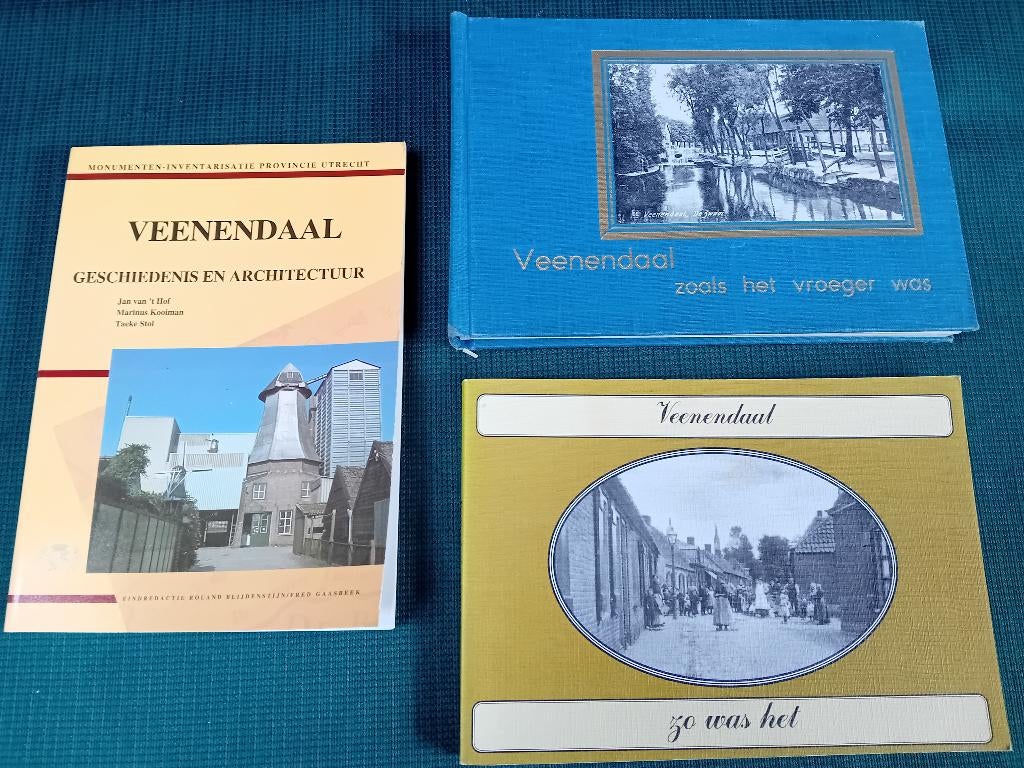 MONUMENTEN-INVENTARISATIE PROVINCIE UTRECHT
VEENENDAAL
GESCHIEDENIS EN ARCHITECTUUR
Jan van 't Hof
Marinus Kooiman
Taeke Stol
EINDREDACTIE ROLAND BLIJDENSTIJN/FRED GAASBEEK
Veenendaal,
Veenendaal
zoals het vroeger was
Veenendaal
zo was het